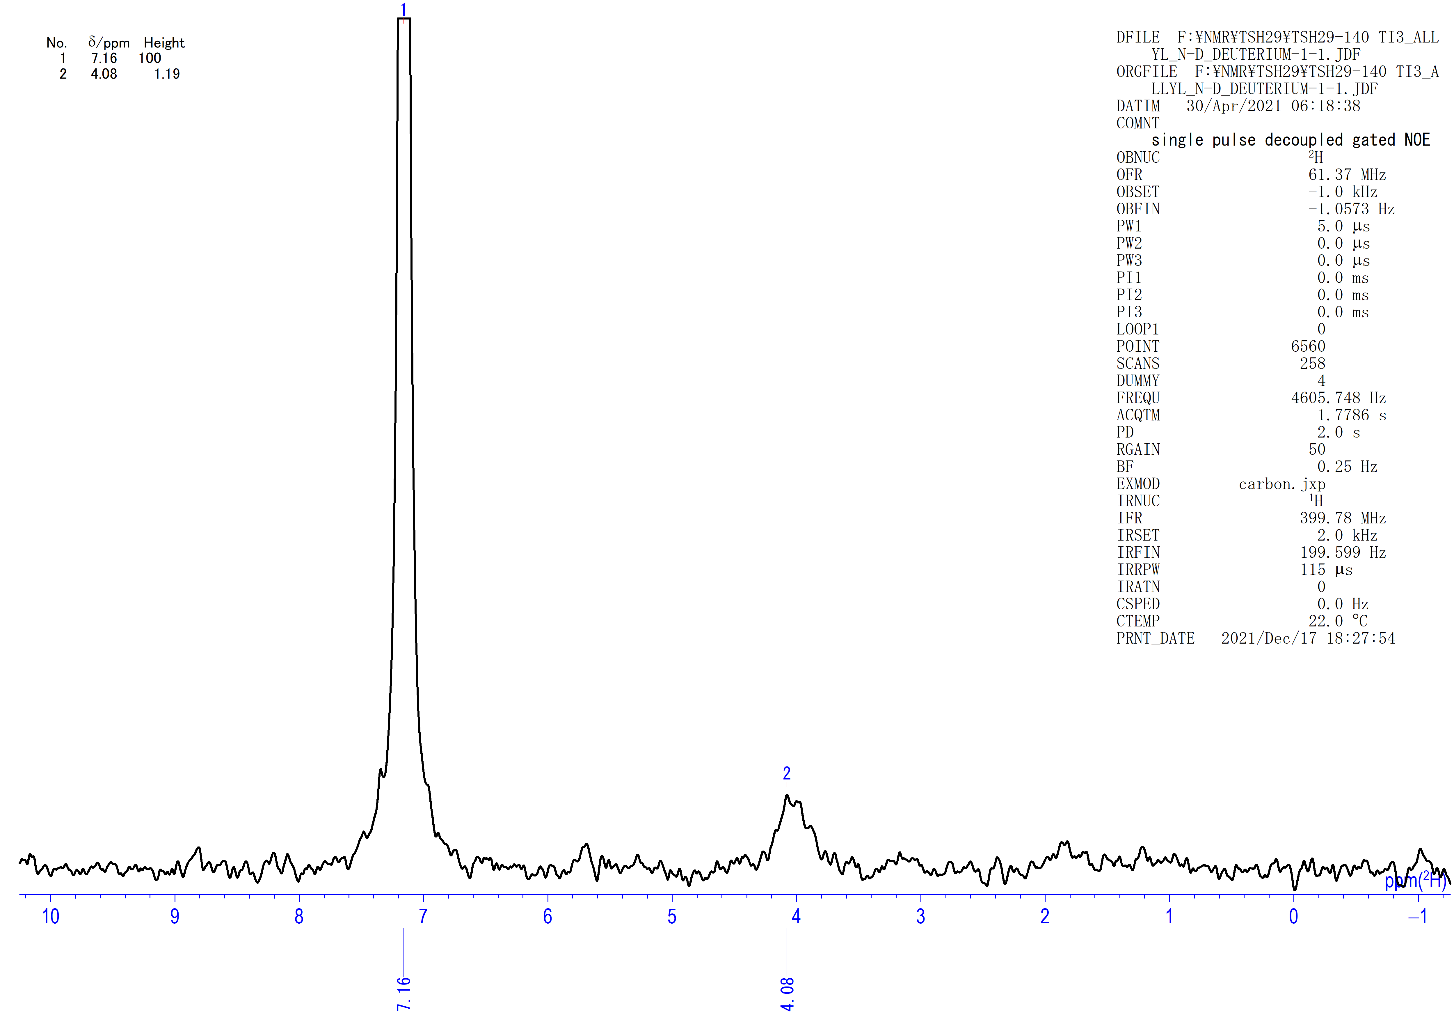 1
No. δ/ppm Height
1 7.16 100
2 4.08 1.19
DFILE F:¥NMR¥TSH29¥TSH29-140 TI3_ALL
YL_N-D_DEUTERIUM-1-1.JDF
ORGFILE F:¥NMR¥TSH29¥TSH29-140 TI3_A
LLYL_N-D_DEUTERIUM-1-1.JDF
DATIM 30/Apr/2021 06:18:38
COMNT
single pulse decoupled gated NOE
OBNUC ²H
OFR 61.37 MHz
OBSET -1.0 kHz
OBFIN -1.0573 Hz
PW1 5.0 μs
PW2 0.0 μs
PW3 0.0 μs
PI1 0.0 ms
PI2 0.0 ms
PI3 0.0 ms
LOOP1 0
POINT 6560
SCANS 258
DUMMY 4
FREQU 4605.748 Hz
ACQTM 1.7786 s
PD 2.0 s
RGAIN 50
BF 0.25 Hz
EXMOD carbon.jxp
IRNUC ¹H
IFR 399.78 MHz
IRSET 2.0 kHz
IRFIN 199.599 Hz
IRRPW 115 μs
IRATN 0
CSPED 0.0 Hz
CTEMP 22.0 °C
PRNT_DATE 2021/Dec/17 18:27:54
2
ppm(²H)
10 9 8 7 6 5 4 3 2 1 0 -1
7.16 4.08